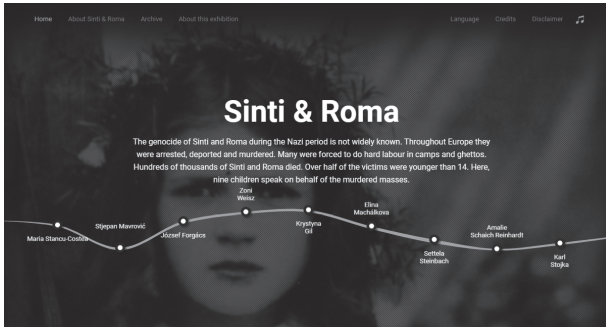 Home About Sinti & Roma Archive About this exhibition Language Credits Disclaimer
Sinti & Roma
The genocide of Sinti and Roma during the Nazi period is not widely known. Throughout Europe they
were arrested, deported and murdered. Many were forced to do hard labour in camps and ghettos.
Hundreds of thousands of Sinti and Roma died. Over half of the victims were younger than 14. Here,
nine children speak on behalf of the murdered masses.
Maria Stancu-Costea
Stjepan Mavrović
József Forgács
Zoni
Weisz
Krystyna
Gil
Elina
Machálkova
Settela
Steinbach
Amalie
Schaich Reinhardt
Karl
Stojka